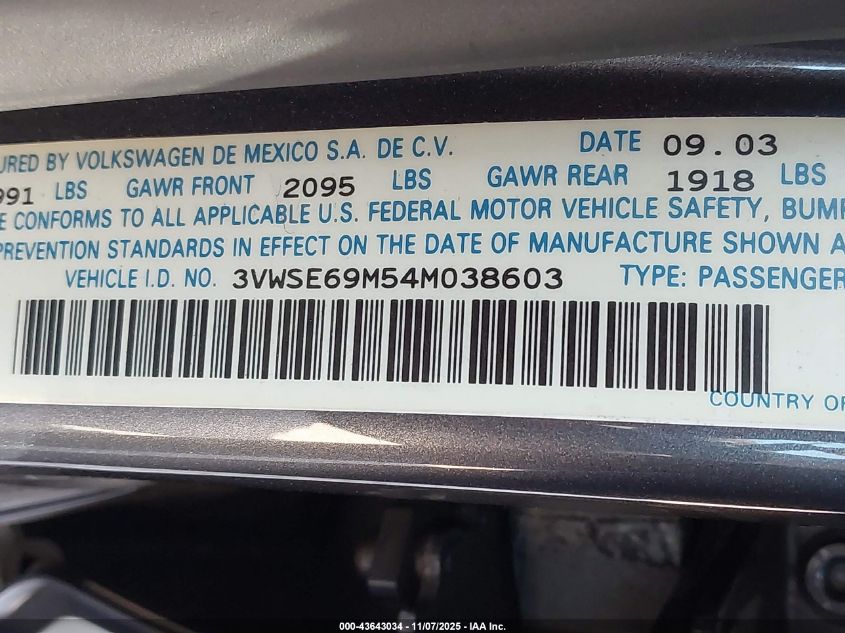 URED BY VOLKSWAGEN DE MEXICO S.A. DE C.V. DATE 09.03
991 LBS GAWR FRONT 2095 LBS GAWR REAR 1918 LBS
E CONFORMS TO ALL APPLICABLE U.S. FEDERAL MOTOR VEHICLE SAFETY, BUMP
PREVENTION STANDARDS IN EFFECT ON THE DATE OF MANUFACTURE SHOWN A
VEHICLE I.D. NO. 3VWSE69M54M038603 TYPE: PASSENGER
COUNTRY OF
000-43643034 - 11/07/2025 - IAA Inc.